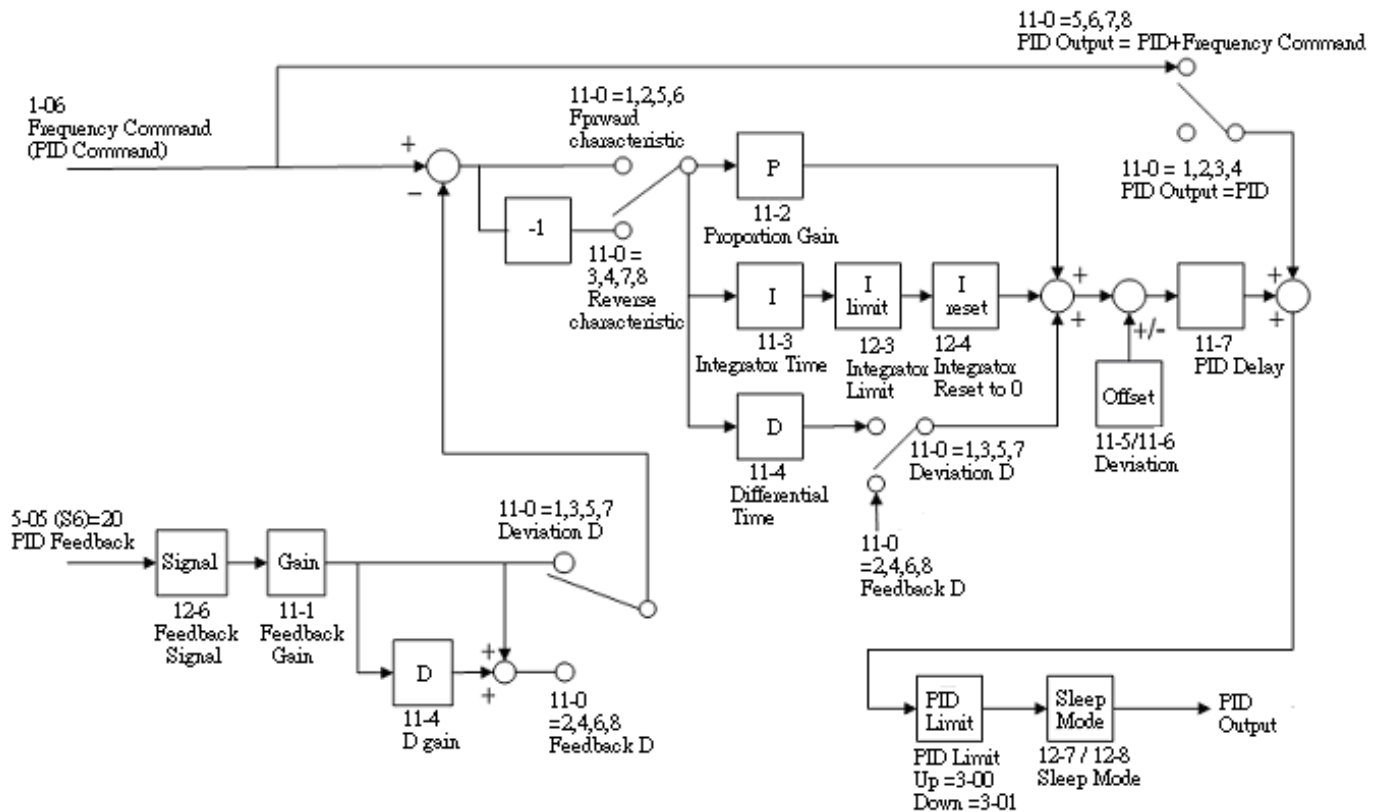 11-0 =5,6,7,8
PID Output = PID+Frequency Command
1-06
Frequency Command
(PID Command)
11-0 =1,2,5,6
Fprward
characteristic
+
−
-1
11-0 =
3,4,7,8
Reverse
characteristic
P
11-2
Proportion Gain
11-0 = 1,2,3,4
PID Output =PID
I
11-3
Integrator Time
I
limit
12-3
Integrator
Limit
I
reset
12-4
Integrator
Reset to 0
+
+
+/-
Offset
11-5/11-6
Deviation
11-7
PID Delay
+
+
D
11-4
Differential
Time
11-0 =1,3,5,7
Deviation D
11-0
=2,4,6,8
Feedback D
5-05 (S6)=20
PID Feedback
Signal
12-6
Feedback
Signal
Gain
11-1
Feedback
Gain
11-0 =1,3,5,7
Deviation D
D
11-4
D gain
+
+
11-0
=2,4,6,8
Feedback D
PID
Limit
PID Limit
Up =3-00
Down =3-01
Sleep
Mode
12-7 / 12-8
Sleep Mode
PID
Output